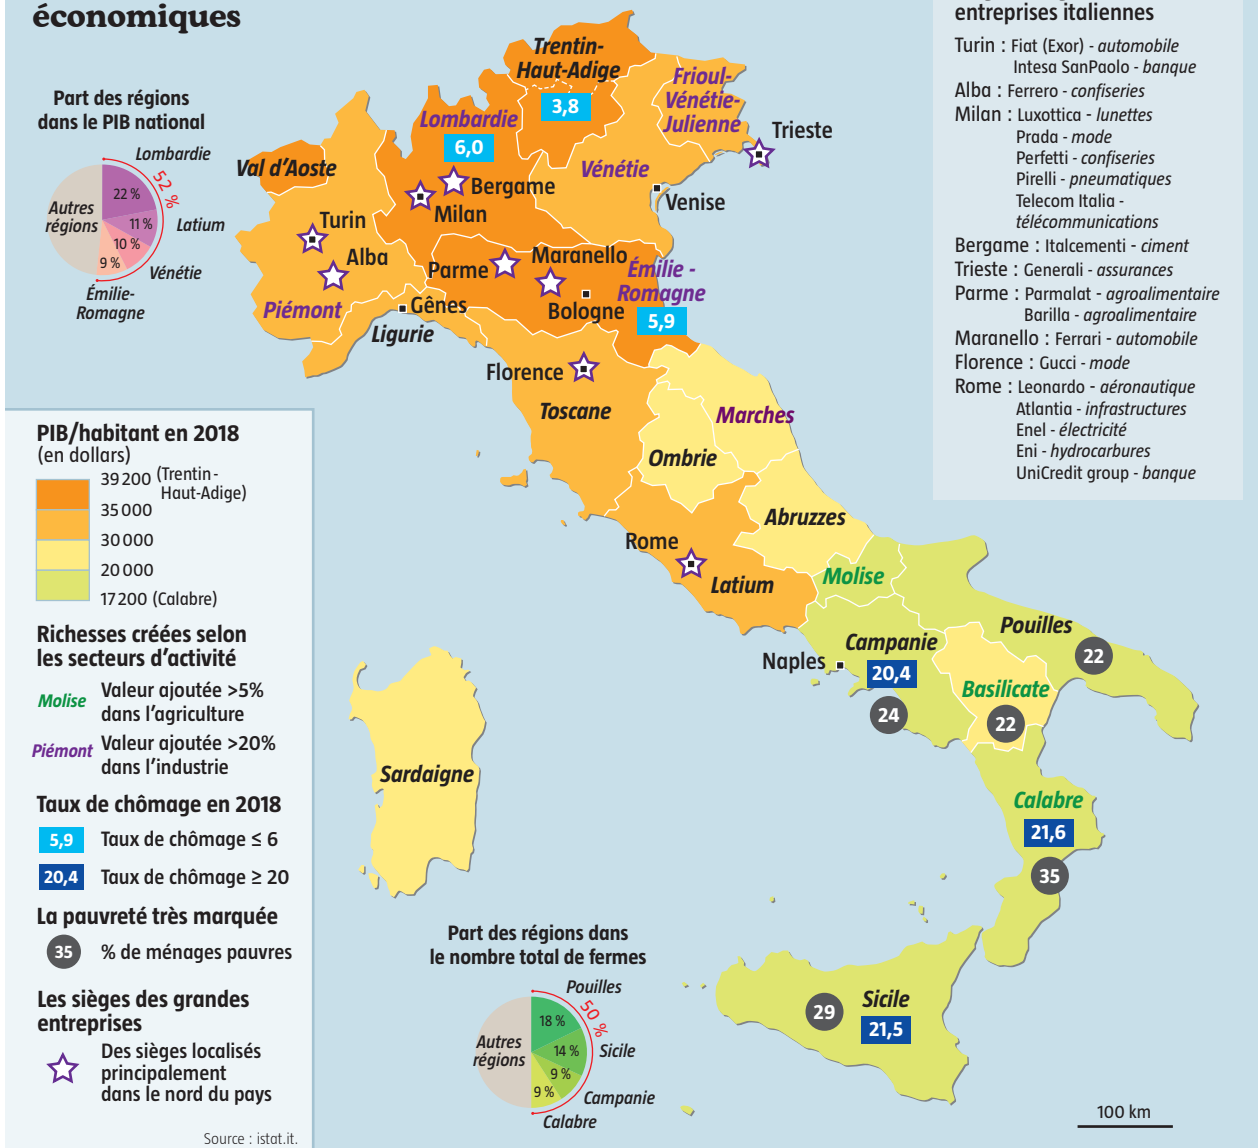 économiques
Part des régions
dans le PIB national
Lombardie
52 %
22 %
Autres
régions
11 %
Latium
10 %
9 %
Vénétie
Émilie-
Romagne
Trentin-
Haut-Adige
3,8
Frioul-
Vénétie-
Julienne
Lombardie
6,0
Trieste
Val d'Aoste
Vénétie
Bergame
Milan
Venise
Turin
Alba
Parme
Maranello
Émilie -
Romagne
Piémont
Gênes
Bologne
5,9
Ligurie
Florence
Toscane
Marches
Ombrie
Abruzzes
Rome
Latium
Molise
Campanie
Pouilles
22
Naples
20,4
24
Basilicate
22
Sardaigne
Calabre
21,6
35
Sicile
29
21,5
entreprises italiennes
Turin : Fiat (Exor) - automobile
Intesa SanPaolo - banque
Alba : Ferrero - confiseries
Milan : Luxottica - lunettes
Prada - mode
Perfetti - confiseries
Pirelli - pneumatiques
Telecom Italia -
télécommunications
Bergame : Italcementi - ciment
Trieste : Generali - assurances
Parme : Parmalat - agroalimentaire
Barilla - agroalimentaire
Maranello : Ferrari - automobile
Florence : Gucci - mode
Rome : Leonardo - aéronautique
Atlantia - infrastructures
Enel - électricité
Eni - hydrocarbures
UniCredit group - banque
PIB/habitant en 2018
(en dollars)
39 200 (Trentin-
Haut-Adige)
35 000
30 000
20 000
17 200 (Calabre)
Richesses créées selon
les secteurs d'activité
Molise Valeur ajoutée >5%
dans l'agriculture
Piémont Valeur ajoutée >20%
dans l'industrie
Taux de chômage en 2018
5,9 Taux de chômage ≤ 6
20,4 Taux de chômage ≥ 20
La pauvreté très marquée
35 % de ménages pauvres
Les sièges des grandes
entreprises
Des sièges localisés
principalement
dans le nord du pays
Source : istat.it.
Part des régions dans
le nombre total de fermes
Pouilles
50 %
18 %
Autres
régions
14 %
Sicile
9 %
9 %
Campanie
Calabre
100 km